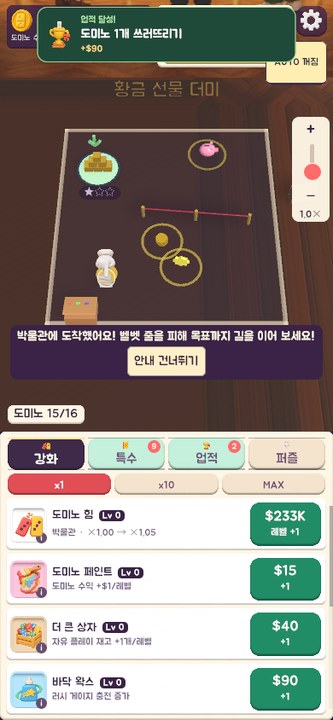 업적 달성!
도미노 1개 쓰러뜨리기
+$90
도미노 수
AUTO 꺼짐
황금 선물 더미
+
−
1.0×
박물관에 도착했어요! 벨벳 줄을 피해 목표까지 길을 이어 보세요!
안내 건너뛰기
도미노 15/16
강화
특수
9
업적
2
퍼즐
x1
x10
MAX
도미노 힘 Lv 0
박물관 · ×1.00 → ×1.05
$233K
레벨 +1
도미노 페인트 Lv 0
도미노 수익 +$1/레벨
$15
+1
더 큰 상자 Lv 0
자유 플레이 재고 +1개/레벨
$40
+1
바닥 왁스 Lv 0
러시 게이지 충전 증가
$90
+1